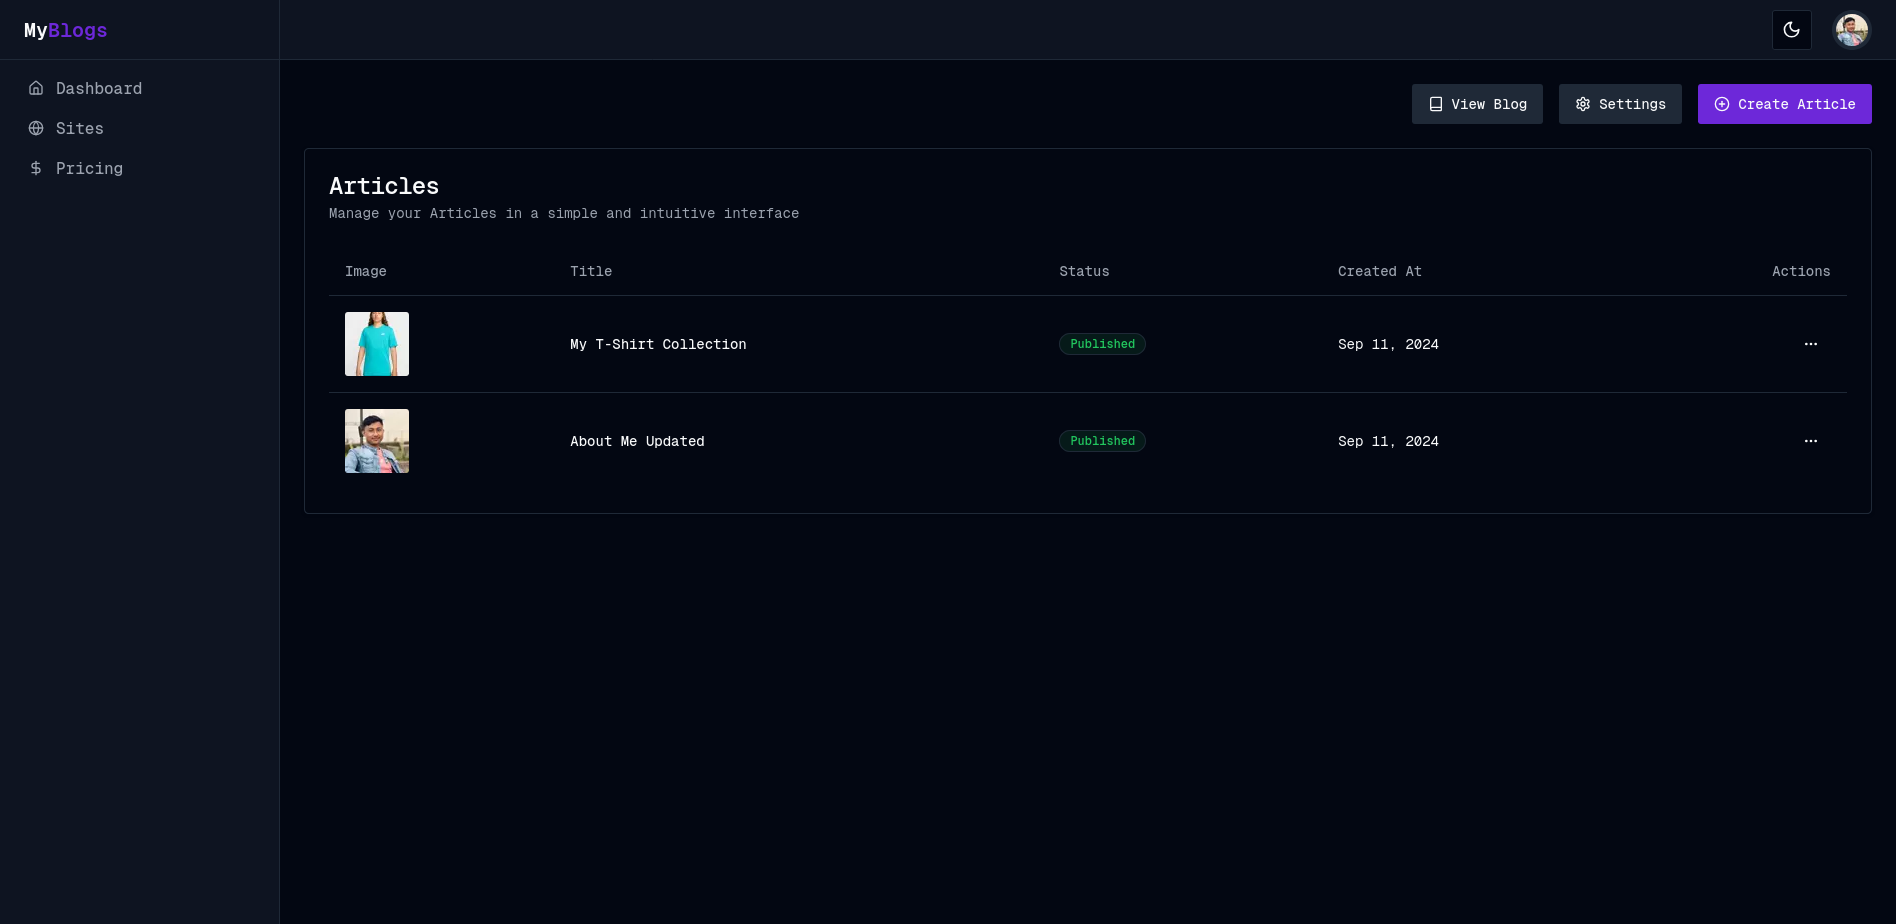 MyBlogs
Dashboard
Sites
Pricing
View Blog
Settings
Create Article
Articles
Manage your Articles in a simple and intuitive interface
Image Title Status Created At Actions
My T-Shirt Collection Published Sep 11, 2024
About Me Updated Published Sep 11, 2024